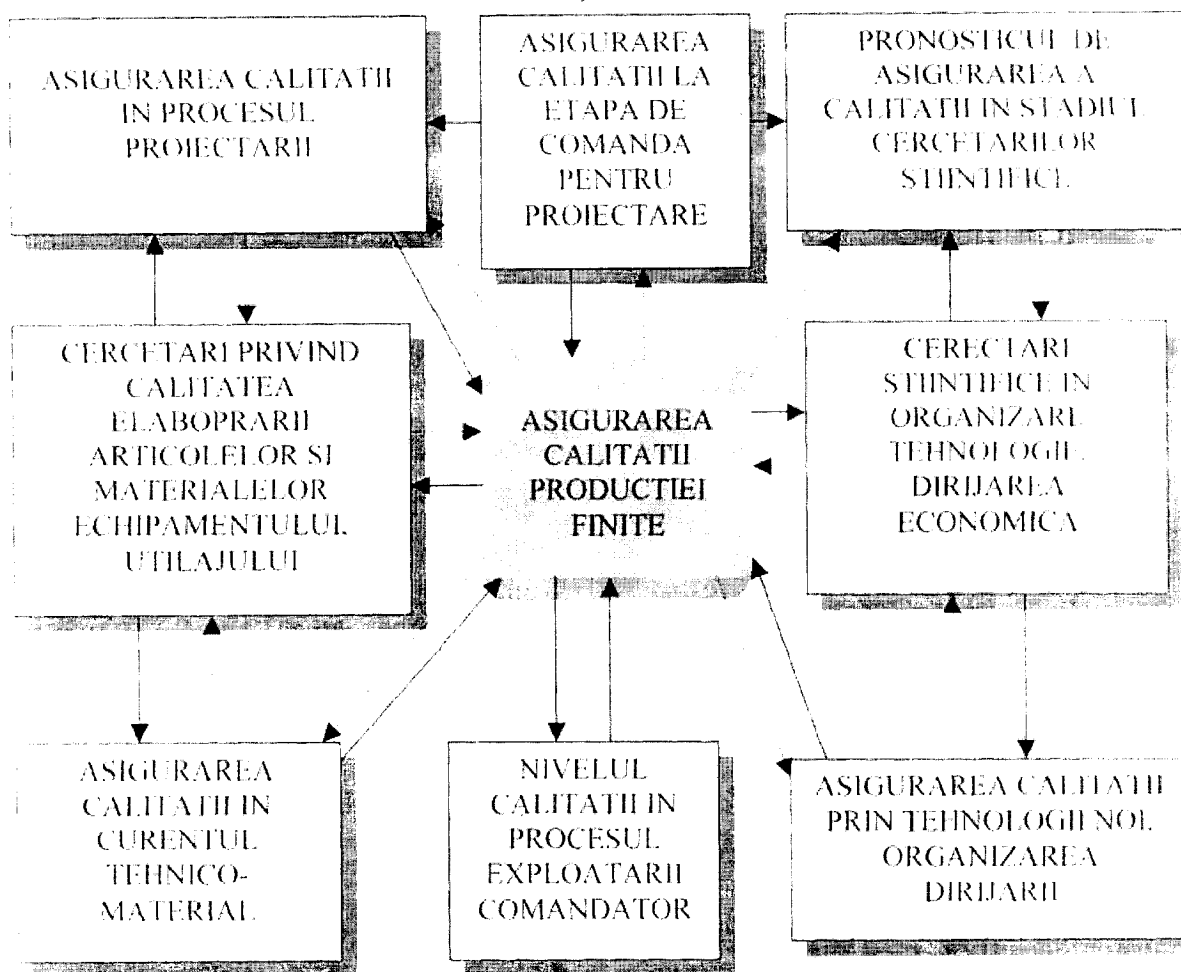 ASIGURAREA CALITATII
IN PROCESUL
PROIECTARII
ASIGURAREA
CALITATII LA
ETAPA DE
COMANDA
PENTRU
PROIECTARE
PRONOSTICUL DE
ASIGURAREA A
CALITATII IN STADIUL
CERCETARILOR
STIINTIFICE.
CERCETARI PRIVIND
CALITATEA
ELABOPRARII
ARTICOLELOR SI
MATERIALELOR
ECHIPAMENTULUI,
UTILAJULUI
ASIGURAREA
CALITATII
PRODUCTIEI
FINITE
CERECTARI
STIINTIFICE IN
ORGANIZARE
TEHNOLOGIE,
DIRIJAREA
ECONOMICA
ASIGURAREA
CALITATII IN
CURENTUL
TEHNICO-
MATERIAL
NIVELUL
CALITATII IN
PROCESUL
EXPLOATARII
COMANDATOR
ASIGURAREA CALITATII
PRIN TEHNOLOGII NOI,
ORGANIZAREA
DIRIJARII